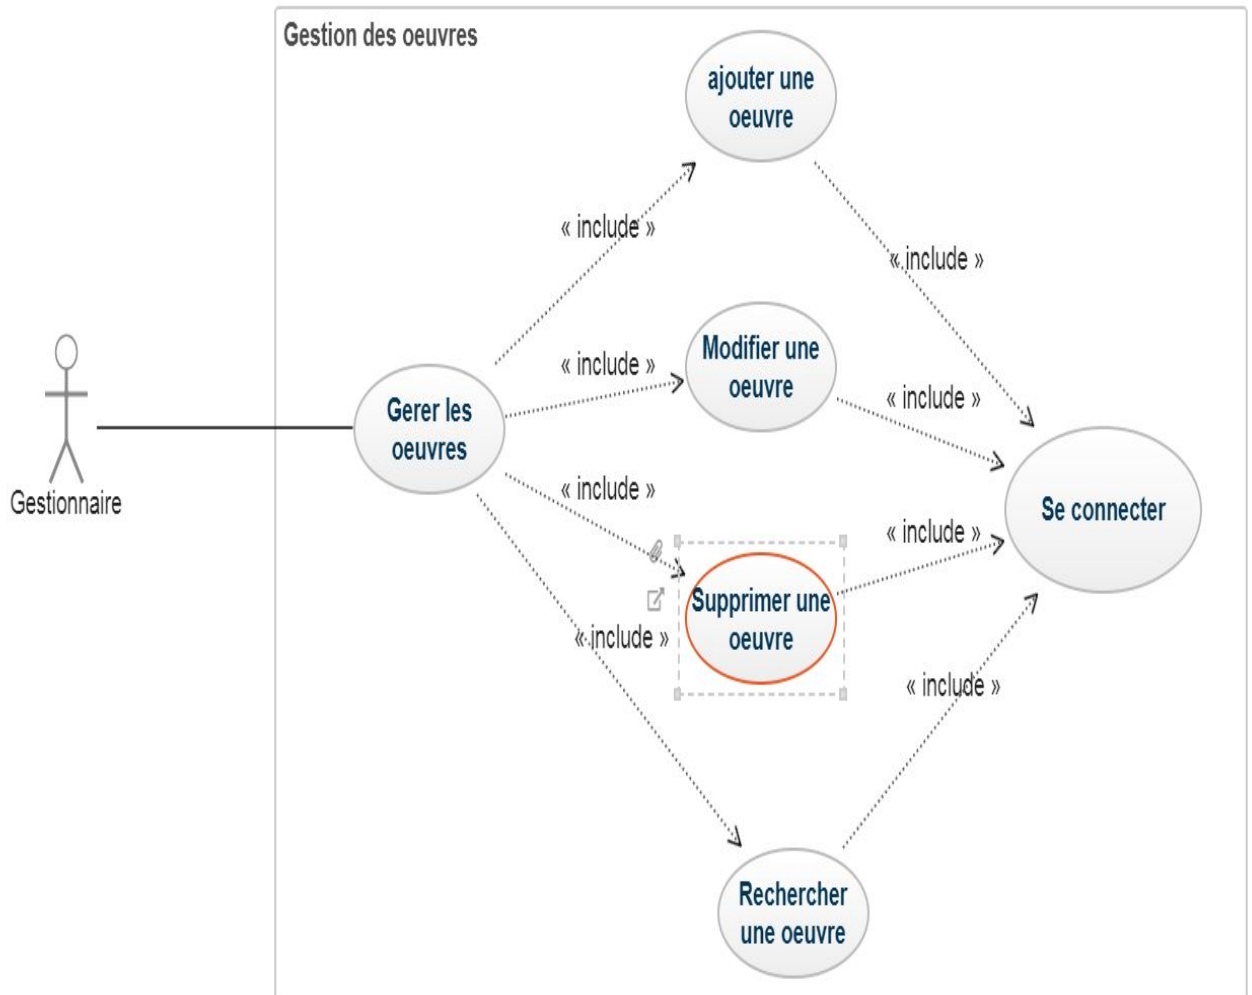 Gestion des oeuvres
ajouter une
oeuvre
« include »
« include »
Modifier une
oeuvre
« include »
« include »
Gerer les
oeuvres
Gestionnaire
« include »
Se connecter
« include »
Supprimer une
oeuvre
« include »
« include »
Rechercher
une oeuvre